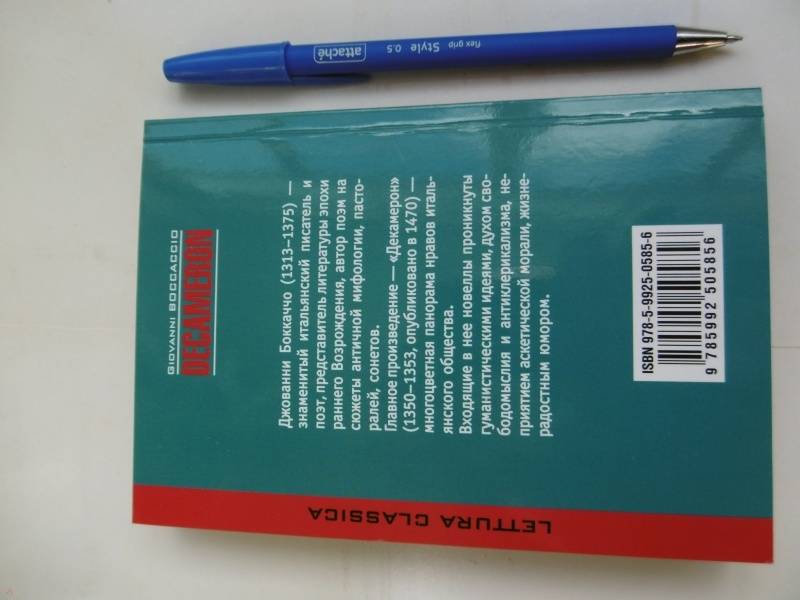 GIOVANNI BOCCACCIO
DECAMERON
Джованни Боккаччо (1313–1375) —
знаменитый итальянский писатель и
поэт, представитель литературы эпохи
раннего Возрождения, автор поэм на
сюжеты античной мифологии, пасто-
ралей, сонетов.
Главное произведение — «Декамерон»
(1350–1353, опубликовано в 1470) —
многоцветная панорама нравов италь-
янского общества.
Входящие в нее новеллы проникнуты
гуманистическими идеями, духом сво-
бодомыслия и антиклерикализма, не-
приятием аскетической морали, жизне-
радостным юмором.
ISBN 978-5-9925-0585-6
9 785992 505856
LETTURA CLASSICA
attaché
Style 0.5
flex grip